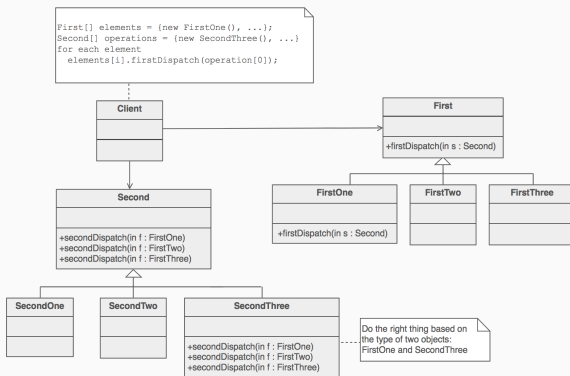 First[] elements = {new FirstOne(), ...};
Second[] operations = {new SecondThree(), ...}
for each element
elements[i].firstDispatch(operation[0]);
Client
First
+firstDispatch(in s : Second)
Second
+secondDispatch(in f : FirstOne)
+secondDispatch(in f : FirstTwo)
+secondDispatch(in f : FirstThree)
FirstOne
+firstDispatch(in s : Second)
FirstTwo
FirstThree
SecondOne
SecondTwo
SecondThree
+secondDispatch(in f : FirstOne)
+secondDispatch(in f : FirstTwo)
+secondDispatch(in f : FirstThree)
Do the right thing based
on the type of two objects:
FirstOne and SecondThree